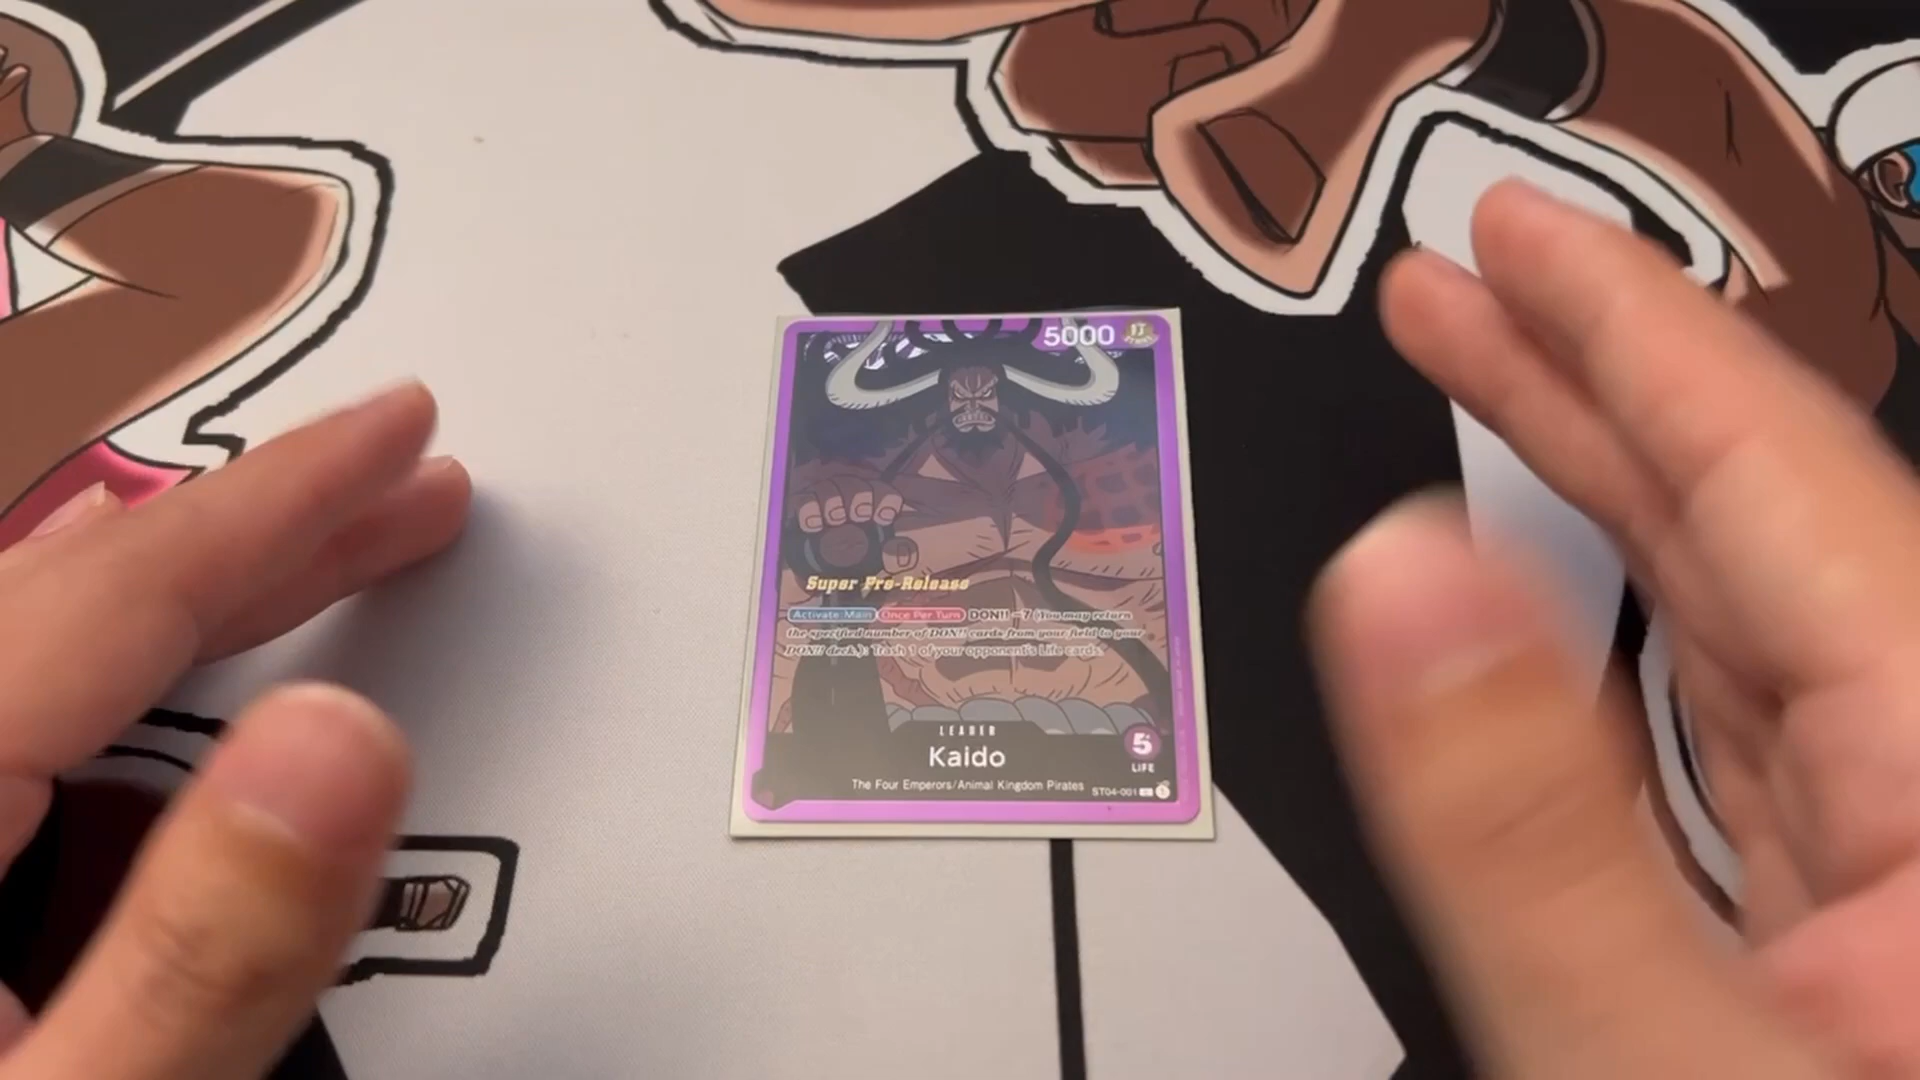 5000
Super Pre-Release
Activate: Main Once Per Turn DON!! −7 (You may return
the specified number of DON!! cards from your field to your
DON!! deck.): Trash 1 of your opponent's Life cards.
LEADER
Kaido
5
LIFE
The Four Emperors/Animal Kingdom Pirates
ST04-001